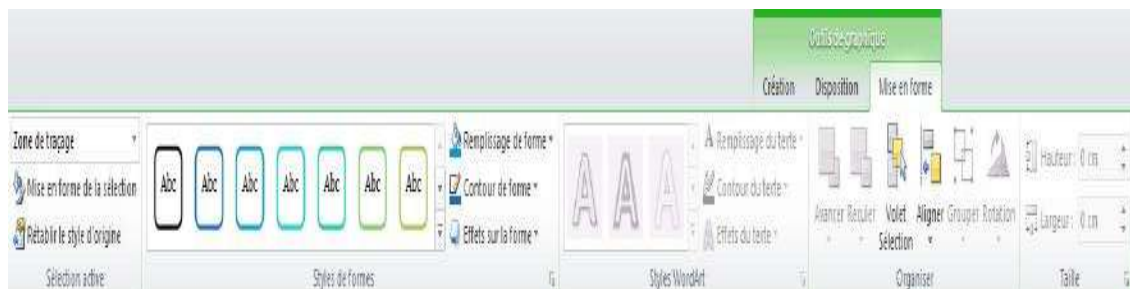 Outils de graphique
Création Disposition Mise en forme
Zone de traçage
Mise en forme de la sélection
Rétablir le style d'origine
Sélection active
Abc Abc Abc Abc Abc Abc Abc
Remplissage de forme
Contour de forme
Effets sur la forme
Styles de formes
A A A
Remplissage du texte
Contour du texte
Effets du texte
Styles WordArt
Avancer Reculer Volet Sélection Aligner Grouper Rotation
Organiser
Hauteur : 0 cm
Largeur : 0 cm
Taille